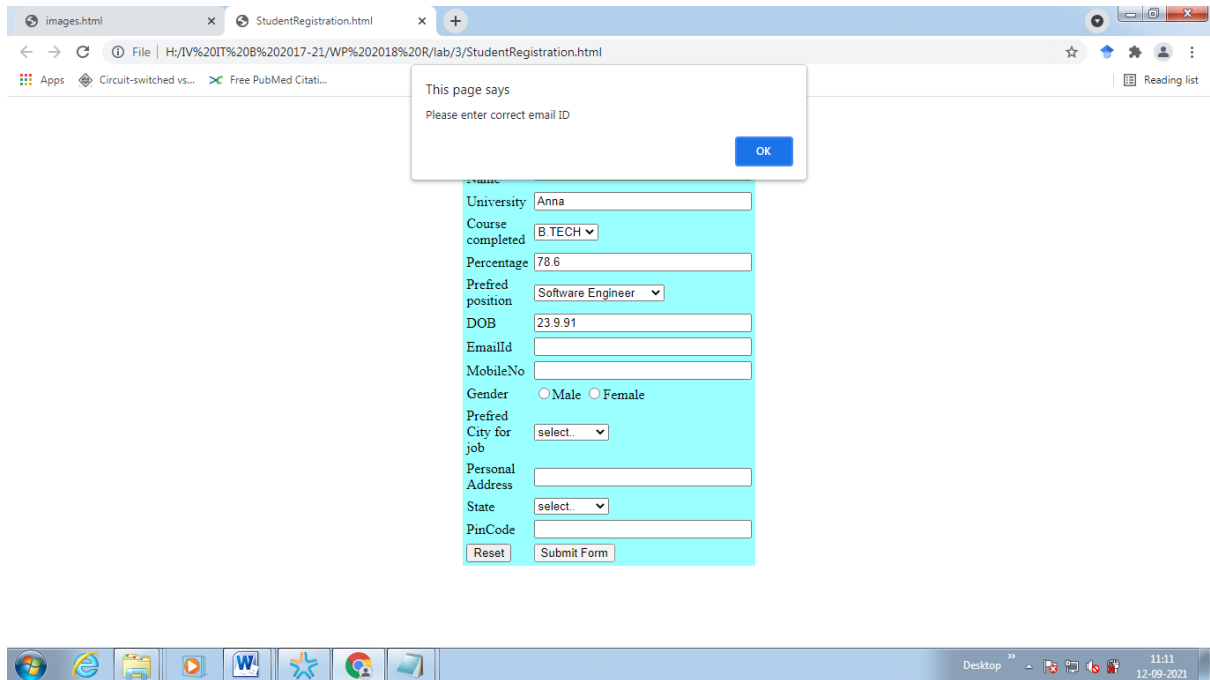 images.html
StudentRegistration.html
File | H:/IV%20IT%20B%202017-21/WP%202018%20R/lab/3/StudentRegistration.html
Apps Circuit-switched vs... Free PubMed Citati... Reading list
This page says
Please enter correct email ID
OK
Name
University Anna
Course
completed B.TECH
Percentage 78.6
Prefred
position Software Engineer
DOB 23.9.91
EmailId
MobileNo
Gender Male Female
Prefred
City for
job select..
Personal
Address
State select..
PinCode
Reset Submit Form
Desktop
11:11
12-09-2021